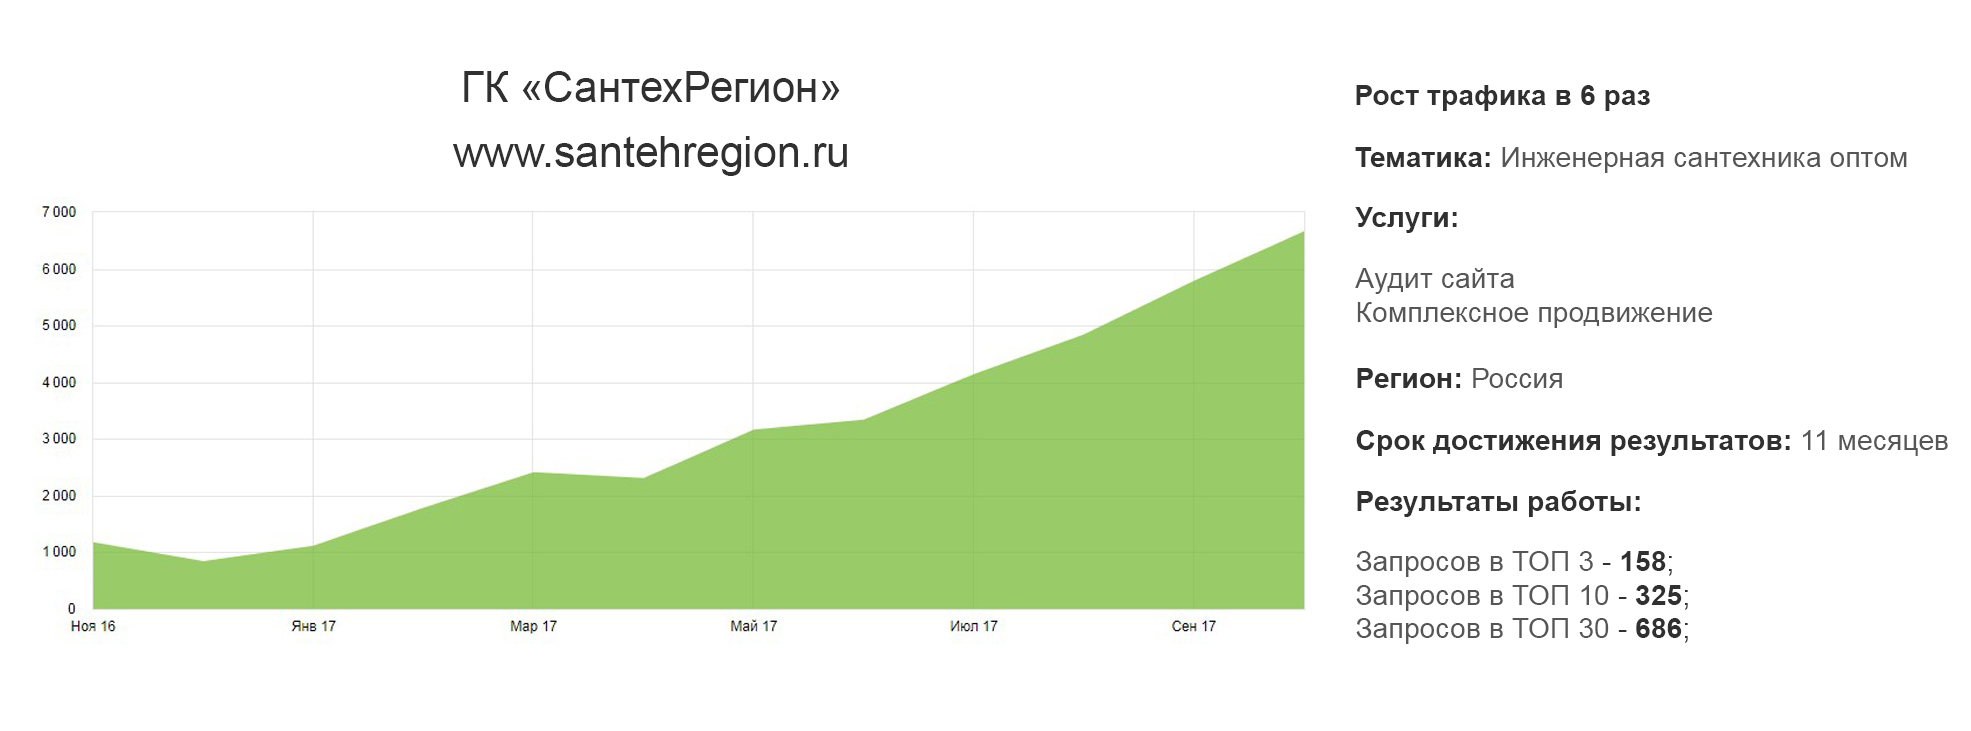 ГК «СантехРегион»
www.santehregion.ru
7 000
6 000
5 000
4 000
3 000
2 000
1 000
0
Ноя 16 Янв 17 Мар 17 Май 17 Июл 17 Сен 17
Рост трафика в 6 раз
Тематика: Инженерная сантехника оптом
Услуги:
Аудит сайта
Комплексное продвижение
Регион: Россия
Срок достижения результатов: 11 месяцев
Результаты работы:
Запросов в ТОП 3 - 158;
Запросов в ТОП 10 - 325;
Запросов в ТОП 30 - 686;